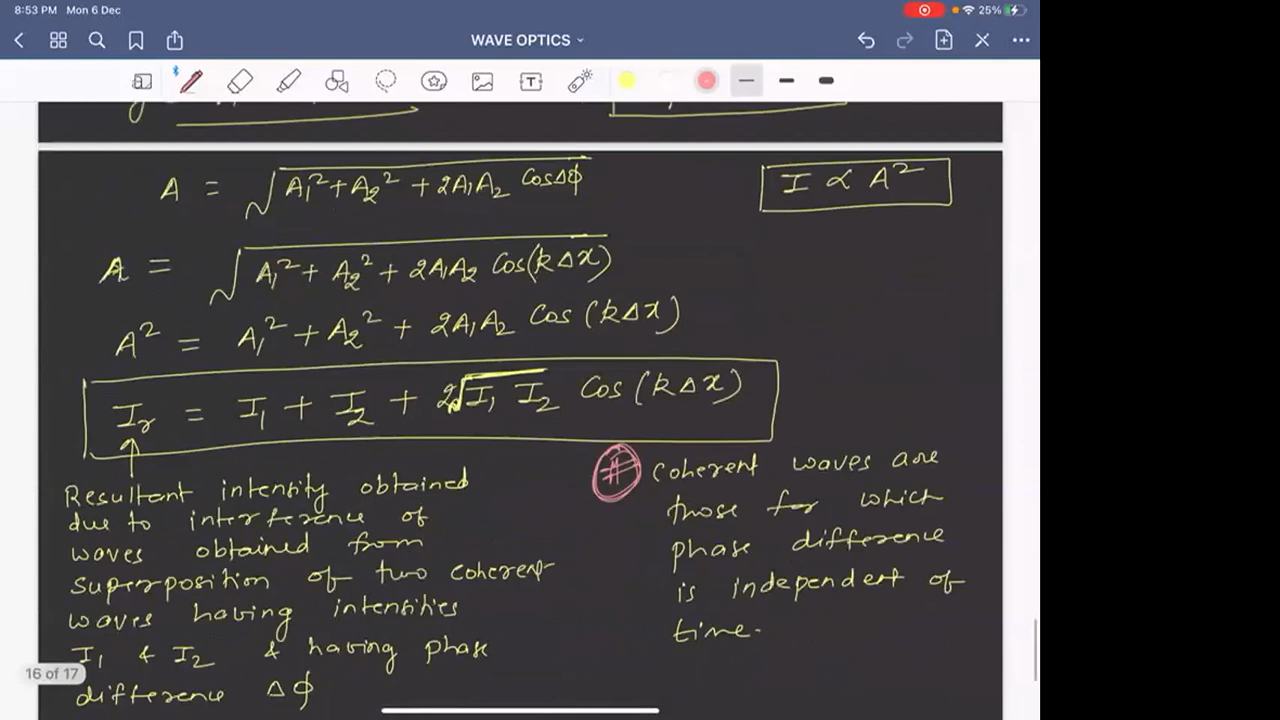 8:53 PM Mon 6 Dec
25%
WAVE OPTICS
A = √(A₁² + A₂² + 2A₁A₂ Cos Δϕ)
I ∝ A²
A = √(A₁² + A₂² + 2A₁A₂ Cos(kΔx))
A² = A₁² + A₂² + 2A₁A₂ Cos (kΔx)
Iᵣ = I₁ + I₂ + 2√(I₁ I₂) Cos (kΔx)
Resultant intensity obtained
due to interference of
waves obtained from
superposition of two coherent
waves having intensities
I₁ & I₂ & having phase
difference Δϕ
# Coherent waves are
those for which
phase difference
is independent of
time.
16 of 17